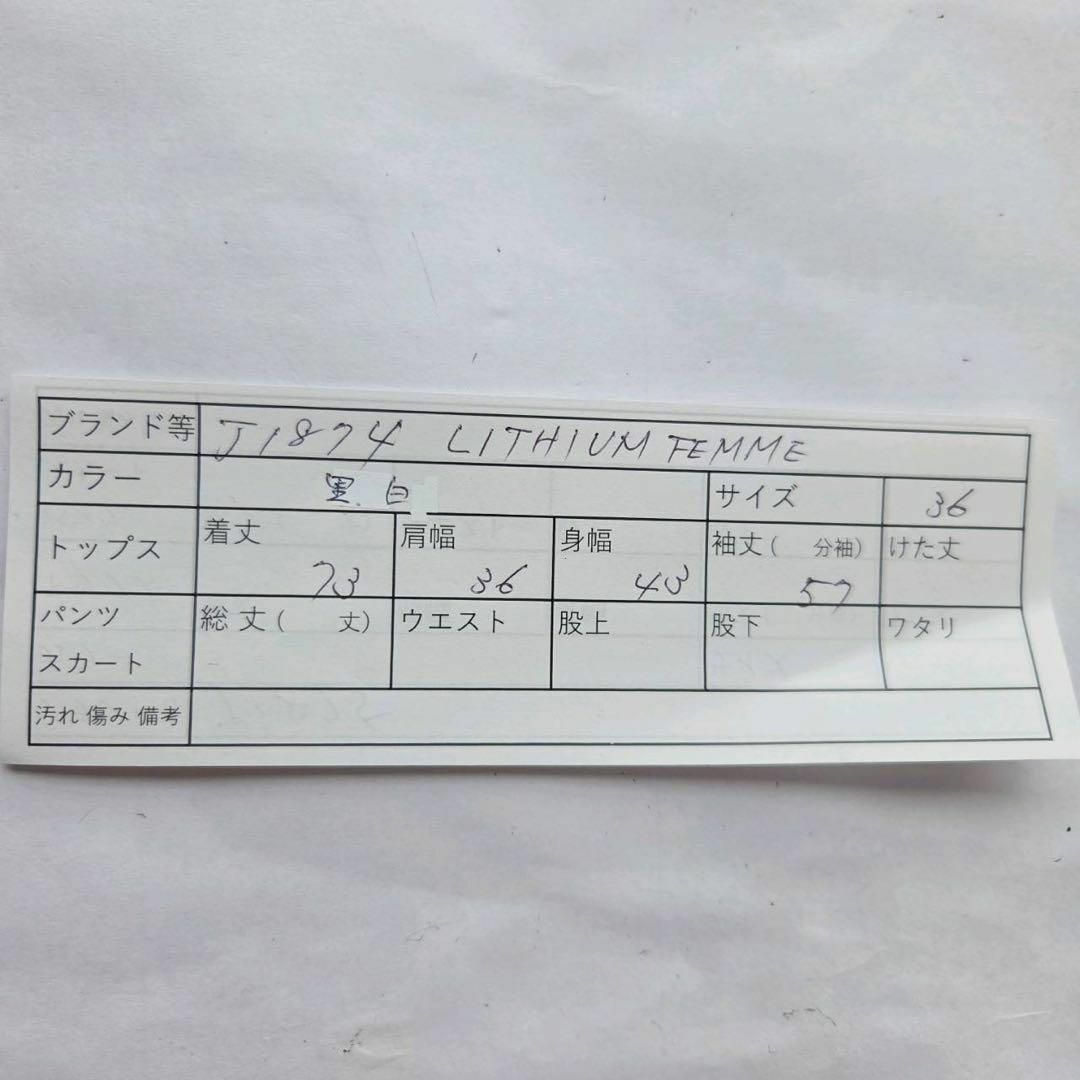 ブランド等 J1874 LITHIUM FEMME
カラー 黒.白 サイズ 36
トップス 着丈 肩幅 身幅 袖丈( 分袖) けた丈
73 36 43 57
パンツ 総丈( 丈) ウエスト 股上 股下 ワタリ
スカート
汚れ 傷み 備考